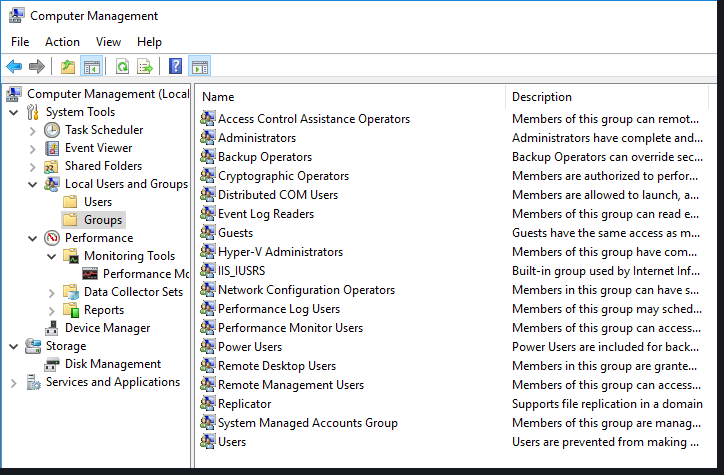 Computer Management
File Action View Help
Computer Management (Local
System Tools
Task Scheduler
Event Viewer
Shared Folders
Local Users and Groups
Users
Groups
Performance
Monitoring Tools
Performance Mo
Data Collector Sets
Reports
Device Manager
Storage
Disk Management
Services and Applications
Name Description
Access Control Assistance Operators Members of this group can remot...
Administrators Administrators have complete and...
Backup Operators Backup Operators can override sec...
Cryptographic Operators Members are authorized to perfor...
Distributed COM Users Members are allowed to launch, a...
Event Log Readers Members of this group can read e...
Guests Guests have the same access as m...
Hyper-V Administrators Members of this group have com...
IIS_IUSRS Built-in group used by Internet Inf...
Network Configuration Operators Members in this group can have s...
Performance Log Users Members of this group may sched...
Performance Monitor Users Members of this group can access...
Power Users Power Users are included for back...
Remote Desktop Users Members in this group are grante...
Remote Management Users Members of this group can access...
Replicator Supports file replication in a domain
System Managed Accounts Group Members of this group are manag...
Users Users are prevented from making ...